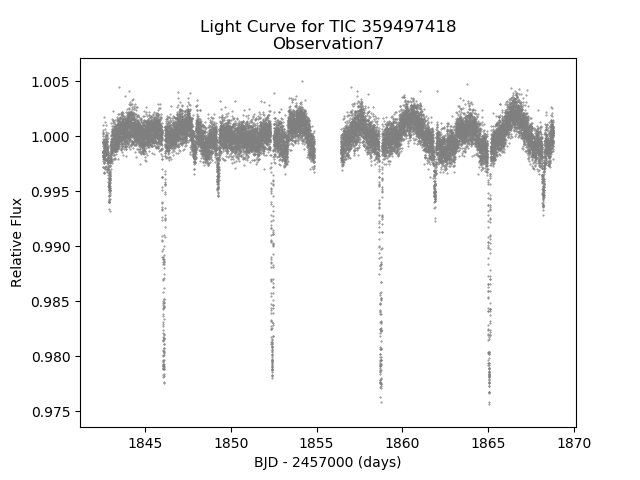 Light Curve for TIC 359497418
Observation7
1.005
1.000
0.995
0.990
0.985
0.980
0.975
Relative Flux
1845 1850 1855 1860 1865 1870
BJD - 2457000 (days)